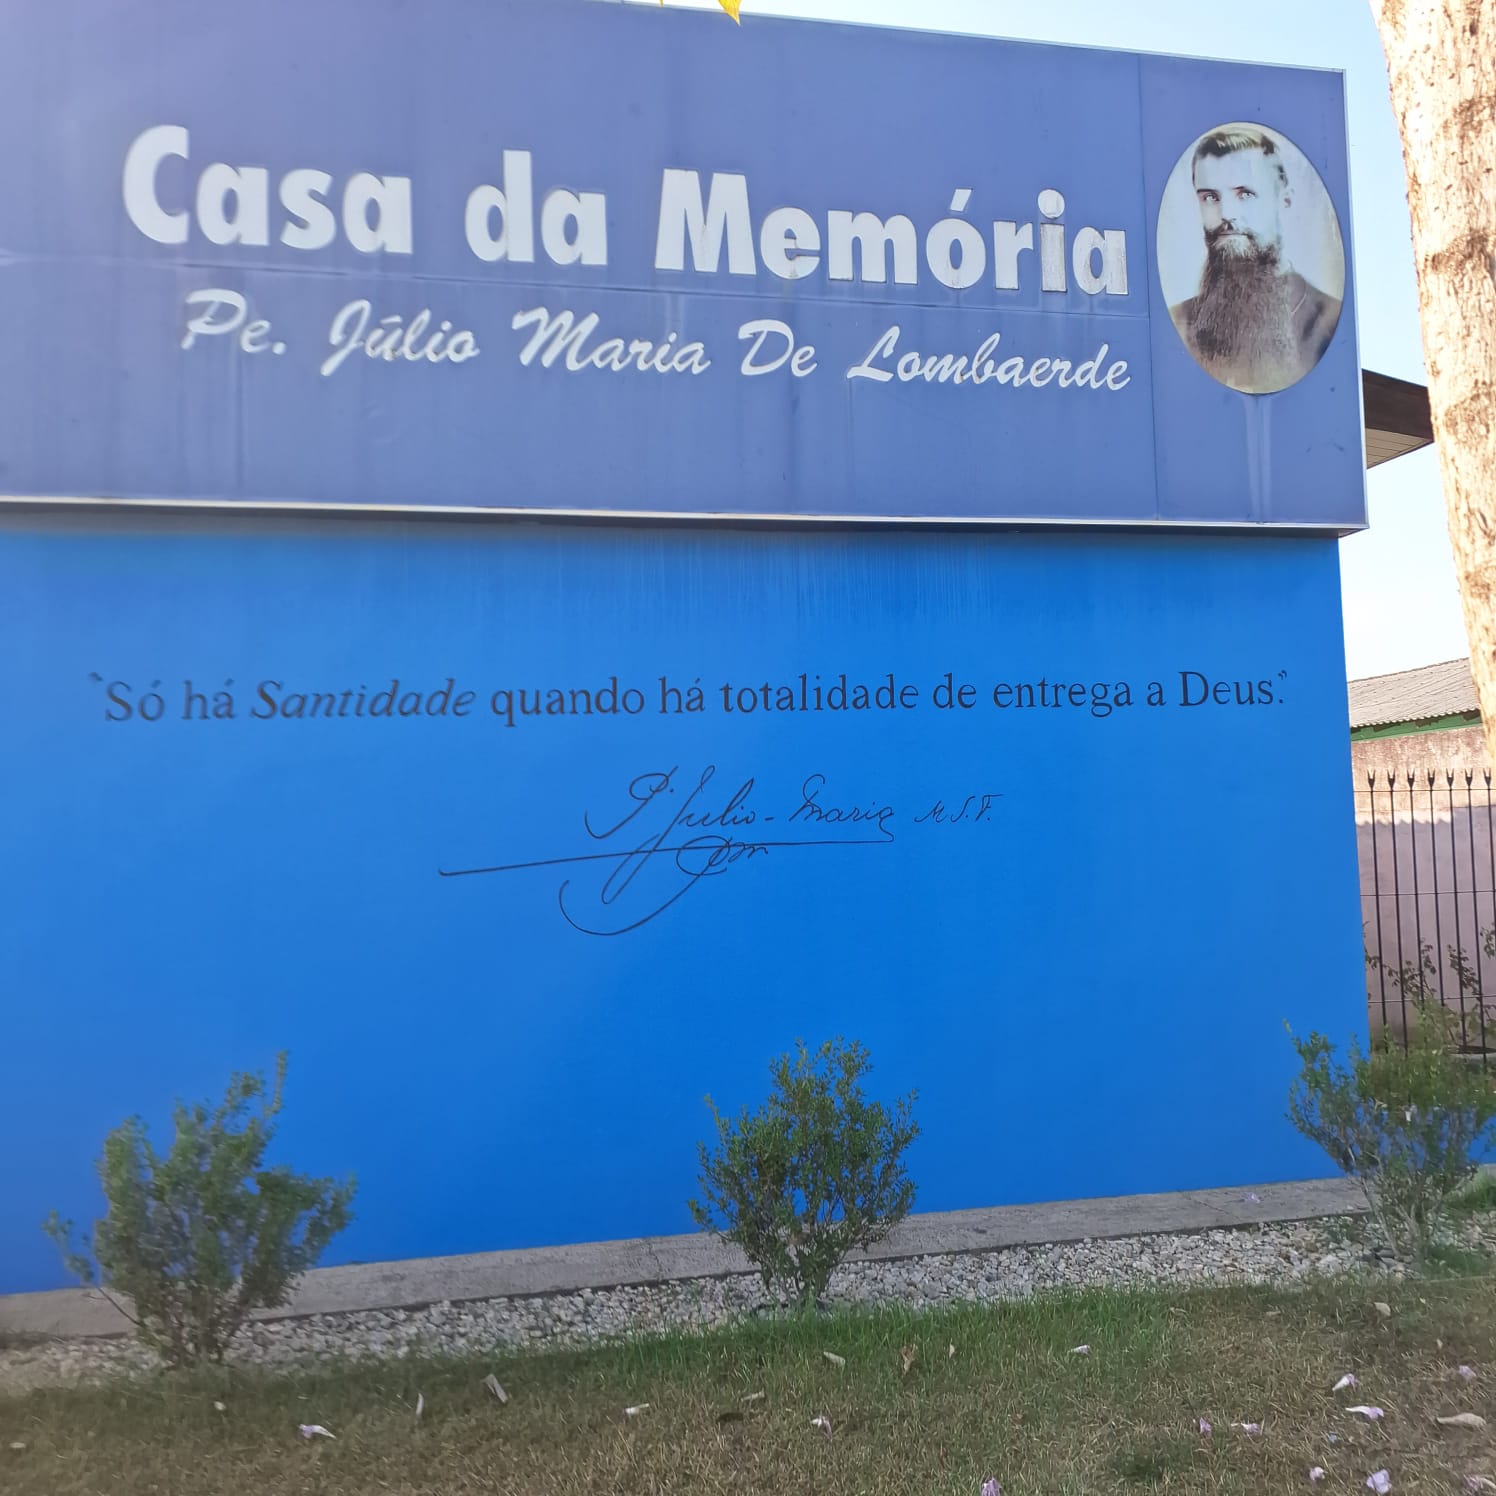 Casa da Memória
Pe. Júlio Maria De Lombaerde
"Só há Santidade quando há totalidade de entrega a Deus."
P. Julio-Maria M.S.F.